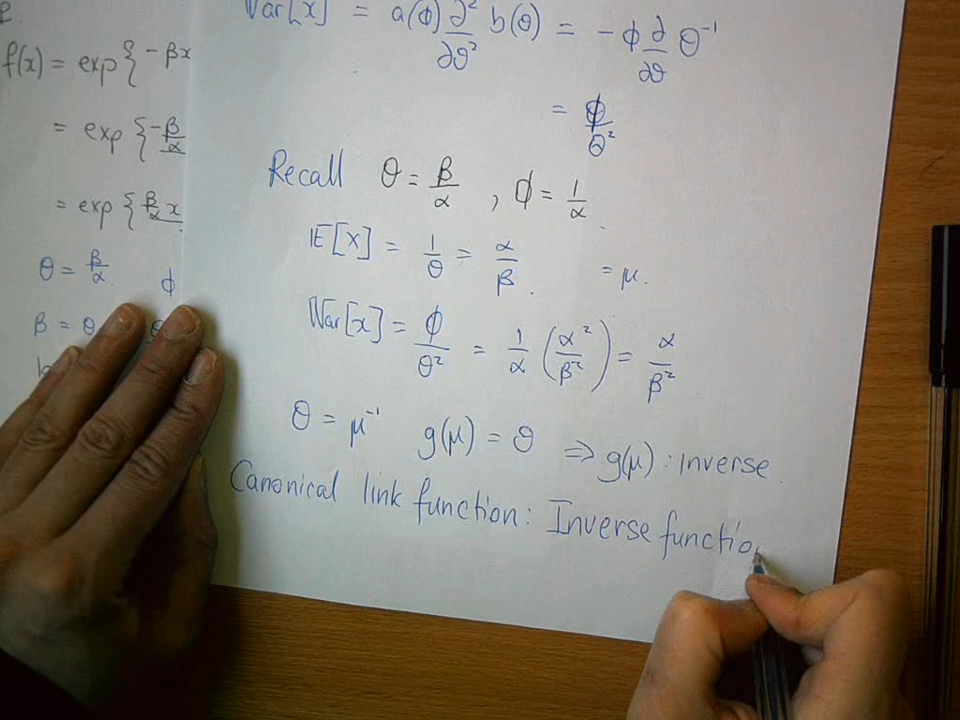 Var[x] = a(ϕ) ∂²/∂θ² b(θ) = -ϕ ∂/∂θ θ⁻¹
= ϕ/θ²
f(x) = exp{ -βx
= exp{ -β/α
= exp{ β/α x
θ = β/α ϕ
β = θ
Recall θ = β/α , ϕ = 1/α
E[X] = 1/θ = α/β . = μ.
Var[x] = ϕ/θ² = 1/α (α²/β²) = α/β²
θ = μ⁻¹ g(μ) = θ ⇒ g(μ) : inverse.
Canonical link function: Inverse functio